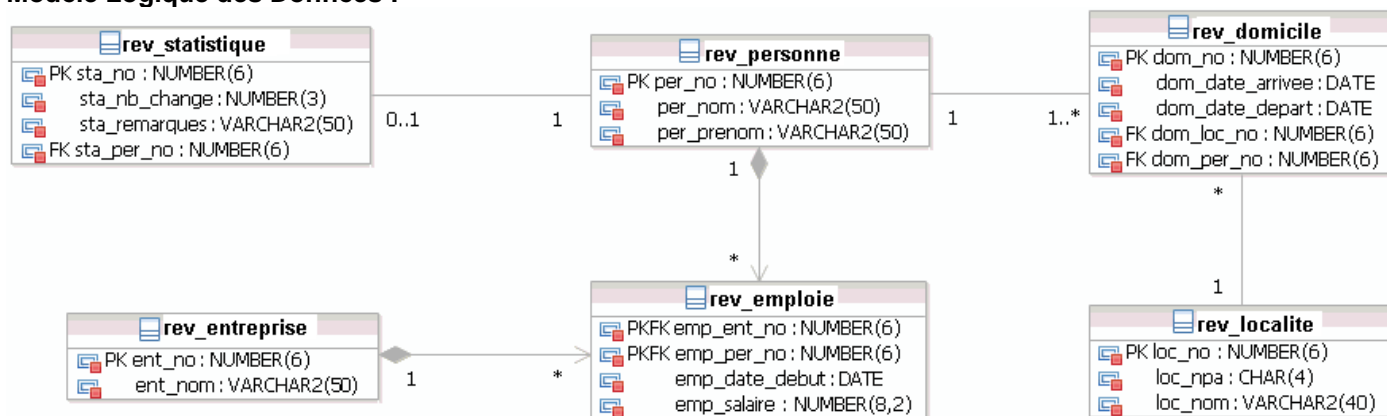 Modèle Logique des Données :
rev_statistique
PK sta_no : NUMBER(6)
sta_nb_change : NUMBER(3)
sta_remarques : VARCHAR2(50)
FK sta_per_no : NUMBER(6)
0..1
1
rev_personne
PK per_no : NUMBER(6)
per_nom : VARCHAR2(50)
per_prenom : VARCHAR2(50)
1
1..*
rev_domicile
PK dom_no : NUMBER(6)
dom_date_arrivee : DATE
dom_date_depart : DATE
FK dom_loc_no : NUMBER(6)
FK dom_per_no : NUMBER(6)
1
*
*
1
rev_entreprise
PK ent_no : NUMBER(6)
ent_nom : VARCHAR2(50)
1
*
rev_emploie
PKFK emp_ent_no : NUMBER(6)
PKFK emp_per_no : NUMBER(6)
emp_date_debut : DATE
emp_salaire : NUMBER(8,2)
rev_localite
PK loc_no : NUMBER(6)
loc_npa : CHAR(4)
loc_nom : VARCHAR2(40)